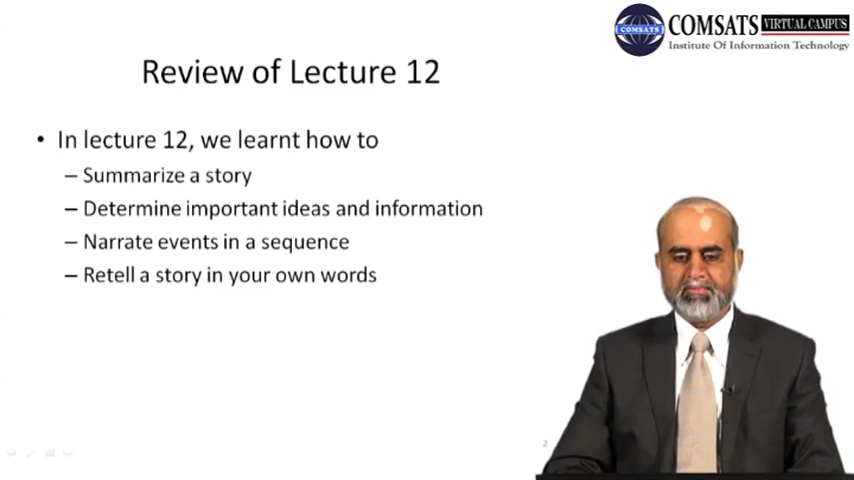 COMSATS VIRTUAL CAMPUS
Institute Of Information Technology
COMSATS
Review of Lecture 12
• In lecture 12, we learnt how to
– Summarize a story
– Determine important ideas and information
– Narrate events in a sequence
– Retell a story in your own words
2